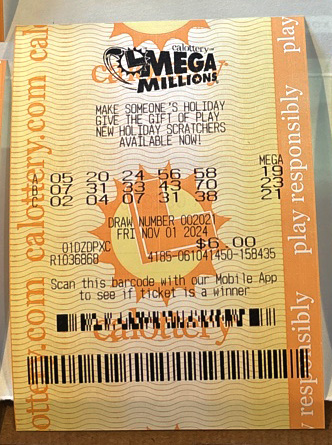 calottery
MEGA
MILLIONS
MAKE SOMEONE'S HOLIDAY
GIVE THE GIFT OF PLAY
NEW HOLIDAY SCRATCHERS
AVAILABLE NOW!
MEGA
A 05 20 24 56 58 19
B 07 31 33 43 70 23
C 02 04 07 31 38 21
DRAW NUMBER 002021
FRI NOV 01 2024
$6.00
01DZDPXC
R1036868 4185-061041450-158435
Scan this barcode with our Mobile App
to see if ticket is a winner
calottery
calottery.com
play responsibly
play